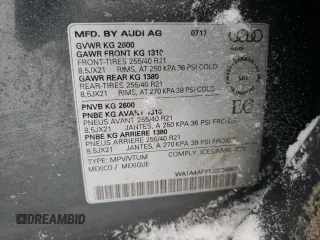 MFD. BY AUDI AG 07 17
Audi
GVWR KG 2800
GAWR FRONT KG 1310
FRONT-TIRES 255/40 R21
8.5JX21 RIMS, AT 250 KPA 36 PSI COLD
GAWR REAR KG 1380
REAR-TIRES 255/40 R21
8.5JX21 RIMS, AT 270 KPA 39 PSI COLD
PNVB KG 2600
PNBE KG AVANT 1310
PNEUS AVANT 255/40 R21
8.5JX21 JANTES, A 250 KPA 36 PSI
PNBE KG ARRIERE 1380
PNEUS ARRIERE 255/40 R21
8.5JX21 JANTES, A 270 KPA 39 PSI
EC
TYPE: MPV/VTUM
MEXICO / MEXIQUE
GUARDIAMBID